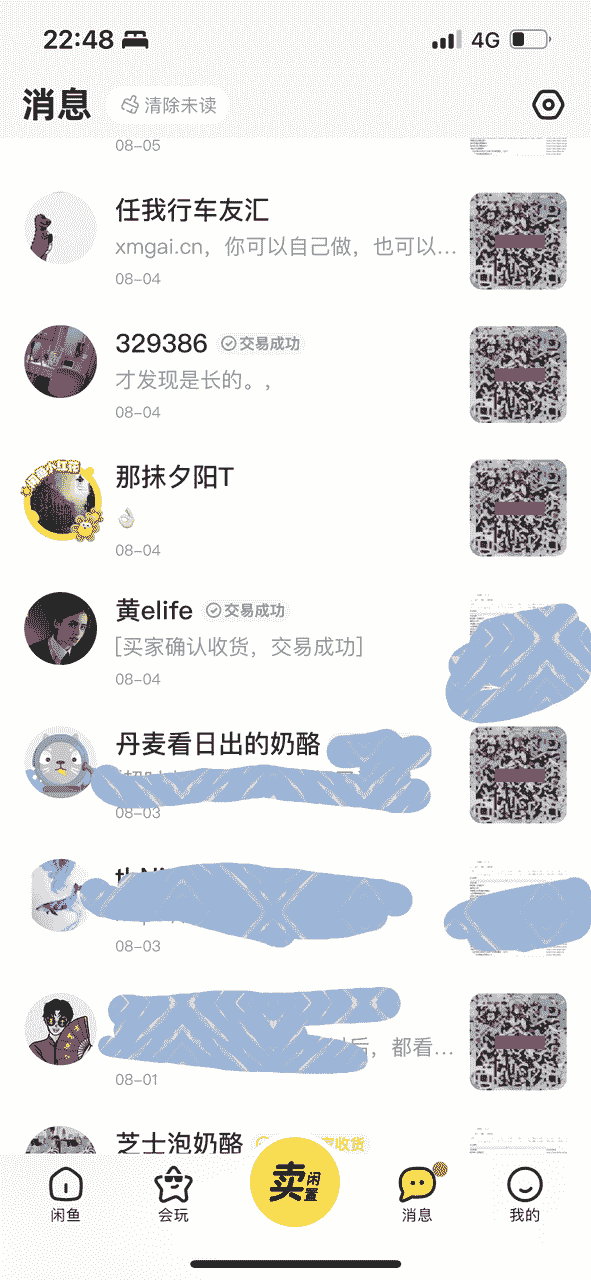 22:48
4G
消息
清除未读
08-05
任我行车友汇
xmgai.cn，你可以自己做，也可以...
08-04
329386
交易成功
才发现是长的。，
08-04
那抹夕阳T
08-04
黄elife
交易成功
[买家确认收货，交易成功]
08-04
丹麦看日出的奶酪
08-03
08-03
后，都看...
08-01
芝士泡奶酪
收货
卖闲置
闲鱼
会玩
消息
我的